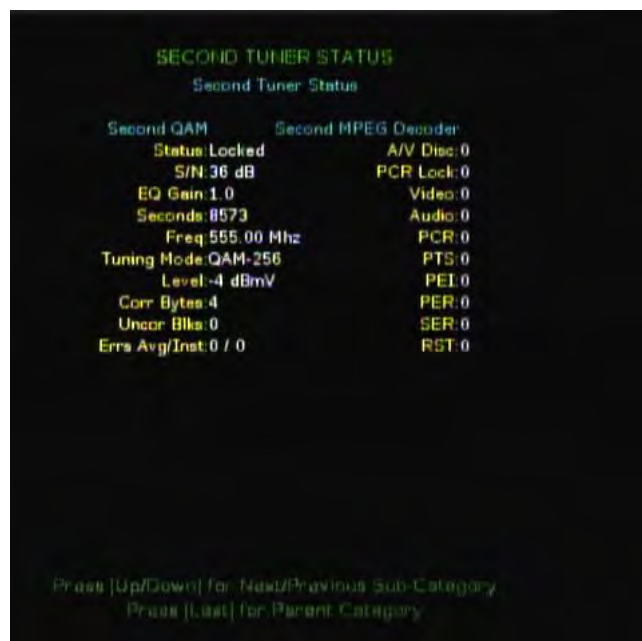 SECOND TUNER STATUS
Second Tuner Status
Second QAM Second MPEG Decoder
Status:Locked A/V Disc:0
S/N:36 dB PCR Lock:0
EQ Gain:1.0 Video:0
Seconds:8573 Audio:0
Freq:555.00 Mhz PCR:0
Tuning Mode:QAM-256 PTS:0
Level:-4 dBmV PEI:0
Corr Bytes:4 PER:0
Uncor Blks:0 SER:0
Errs Avg/Inst:0 / 0 RST:0
Press [Up/Down] for Next/Previous Sub-Category
Press [Last] for Parent Category